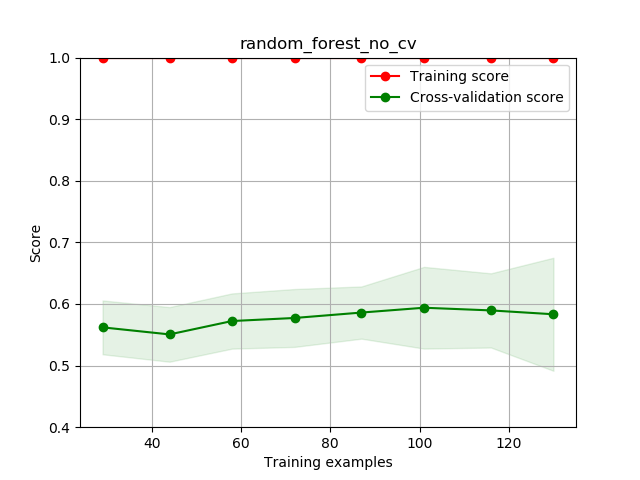 random_forest_no_cv
1.0
0.9
0.8
0.7
0.6
0.5
0.4
Score
Training score
Cross-validation score
40
60
80
100
120
Training examples